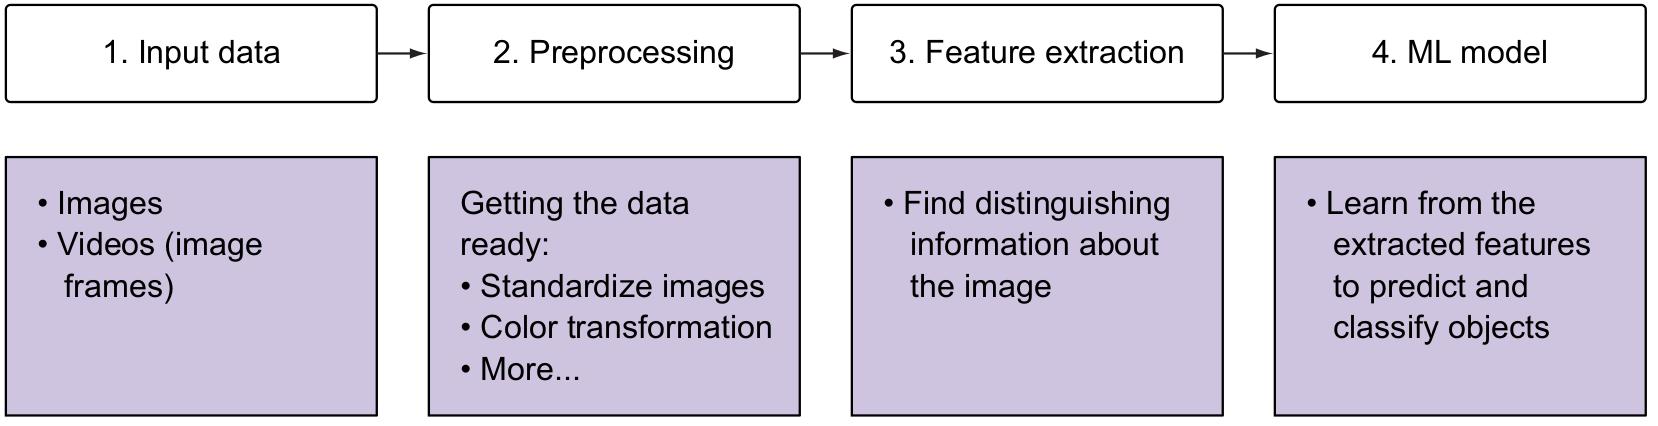 1. Input data
2. Preprocessing
3. Feature extraction
4. ML model
• Images
• Videos (image
frames)
Getting the data
ready:
• Standardize images
• Color transformation
• More...
• Find distinguishing
information about
the image
• Learn from the
extracted features
to predict and
classify objects